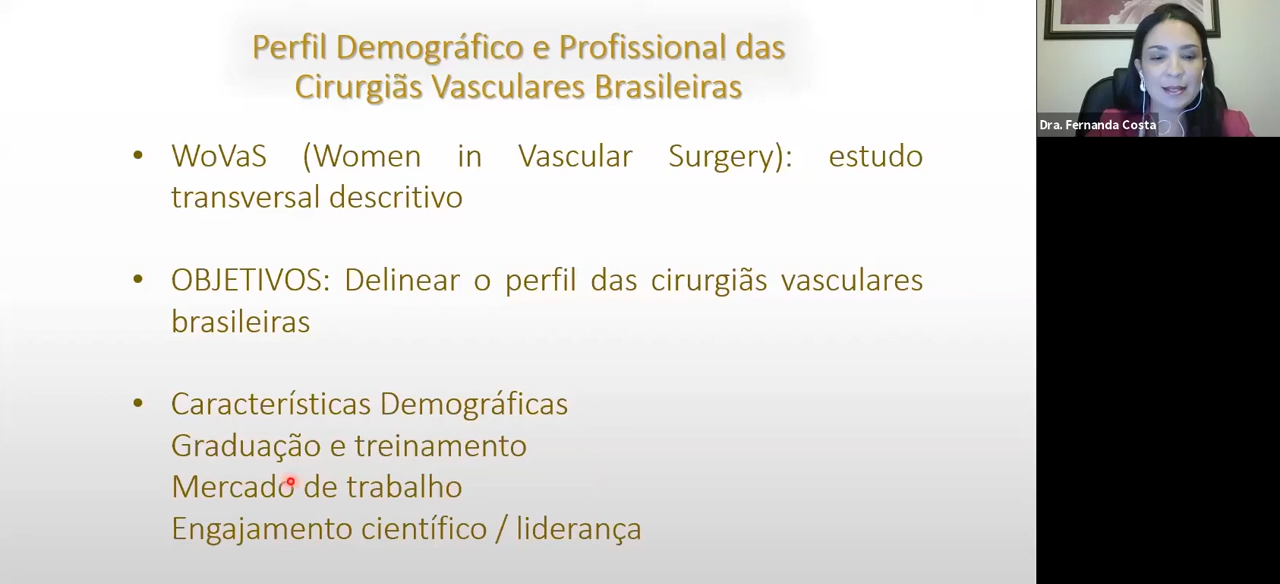 Perfil Demográfico e Profissional das
Cirurgiãs Vasculares Brasileiras
• WoVaS (Women in Vascular Surgery): estudo
transversal descritivo
• OBJETIVOS: Delinear o perfil das cirurgiãs vasculares
brasileiras
• Características Demográficas
Graduação e treinamento
Mercado de trabalho
Engajamento científico / liderança
Dra. Fernanda Costa